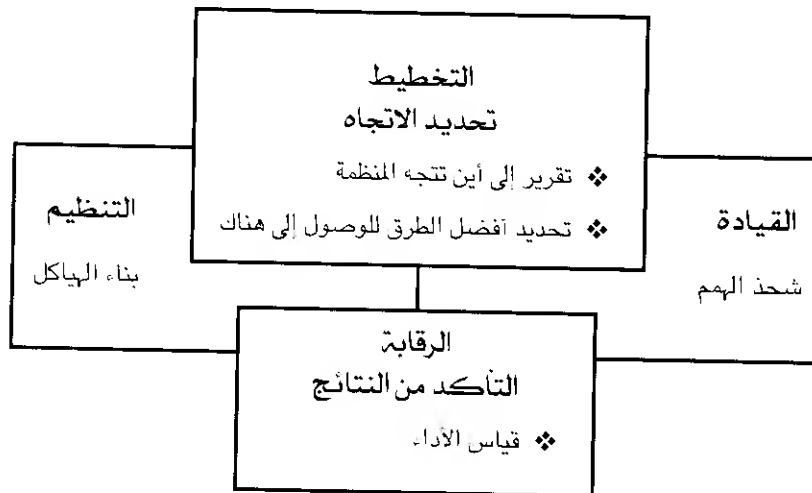 التخطيط
تحديد الاتجاه
❖ تقرير إلى أين تتجه المنظمة
❖ تحديد أفضل الطرق للوصول إلى هناك
القيادة
شحذ الهمم
التنظيم
بناء الهياكل
الرقابة
التأكد من النتائج
❖ قياس الأداء